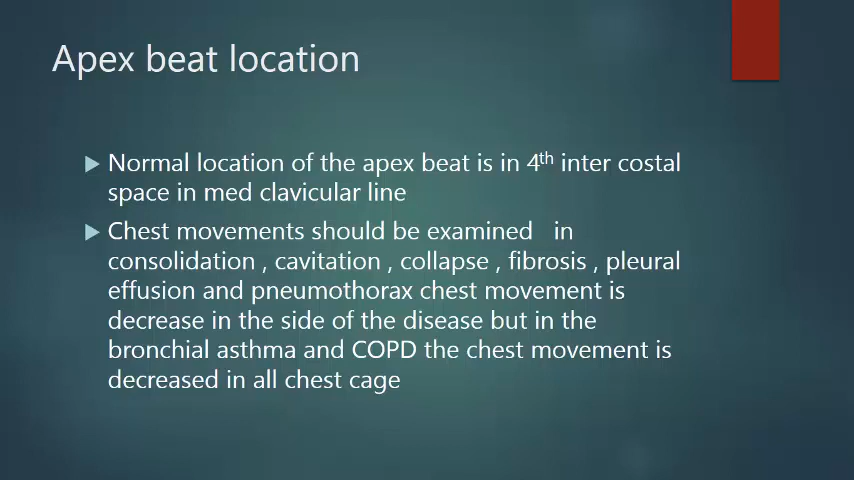 Apex beat location
Normal location of the apex beat is in 4th inter costal
space in med clavicular line
Chest movements should be examined in
consolidation , cavitation , collapse , fibrosis , pleural
effusion and pneumothorax chest movement is
decrease in the side of the disease but in the
bronchial asthma and COPD the chest movement is
decreased in all chest cage